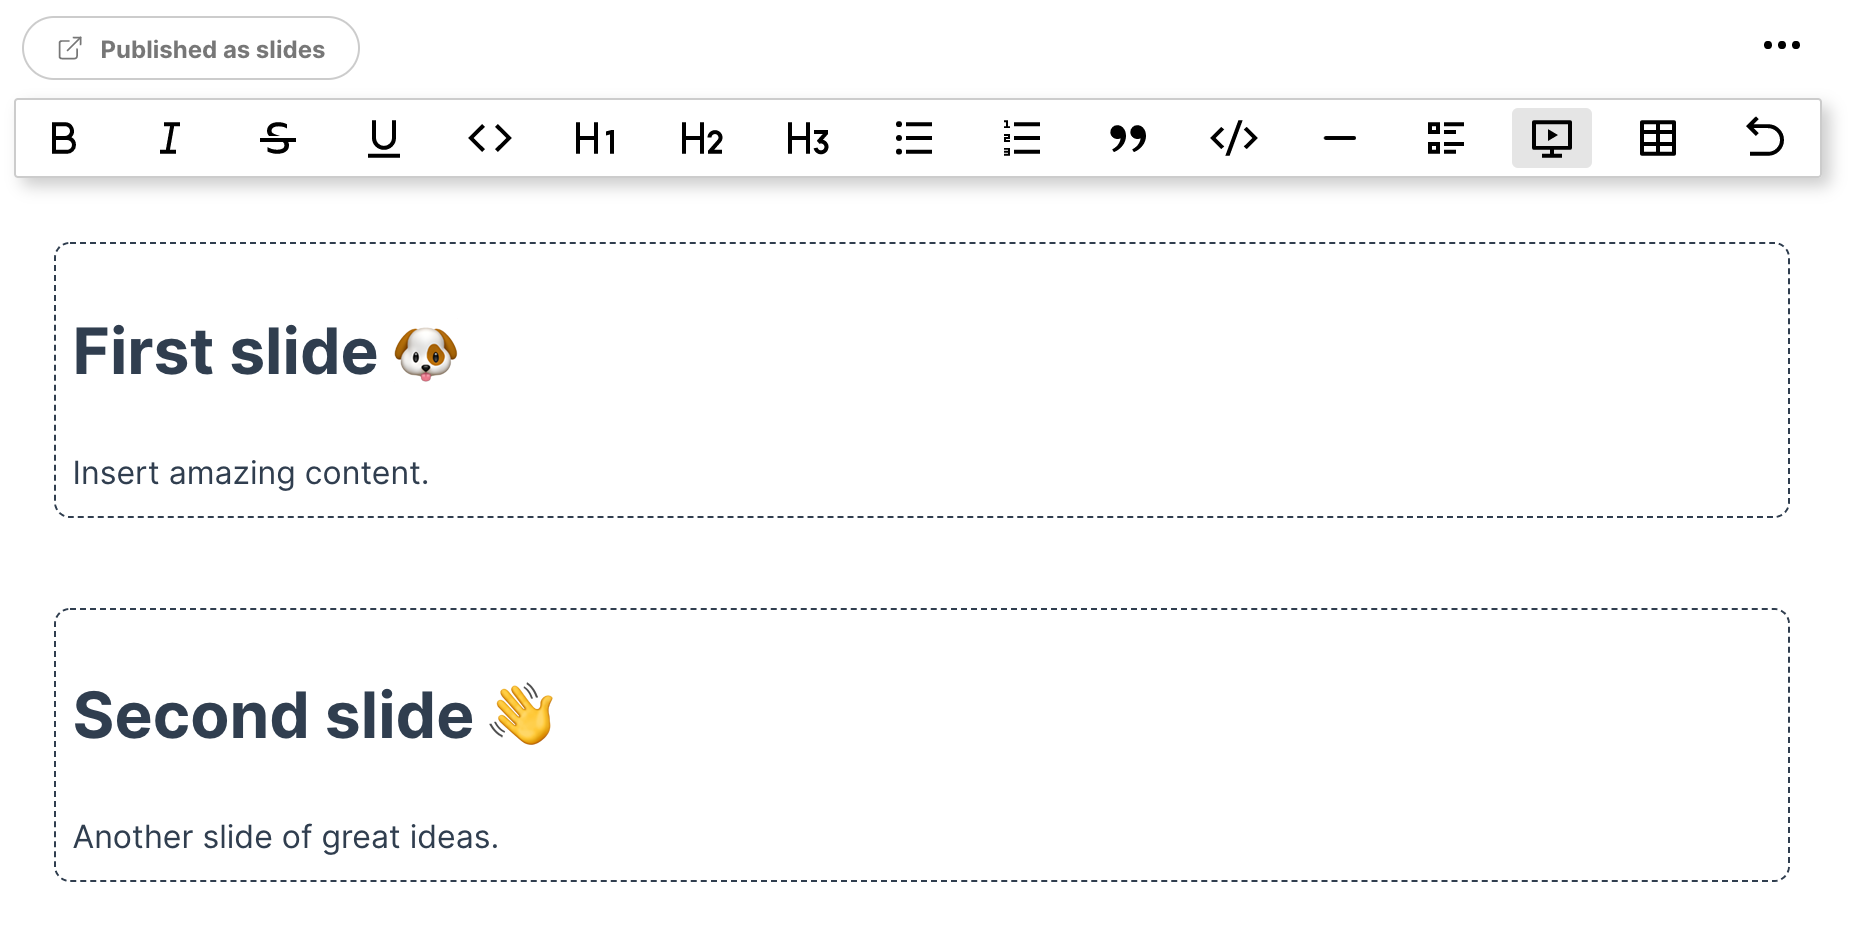 Published as slides
B I S U <> H1 H2 H3 </>
First slide 🐶
Insert amazing content.
Second slide 👋
Another slide of great ideas.